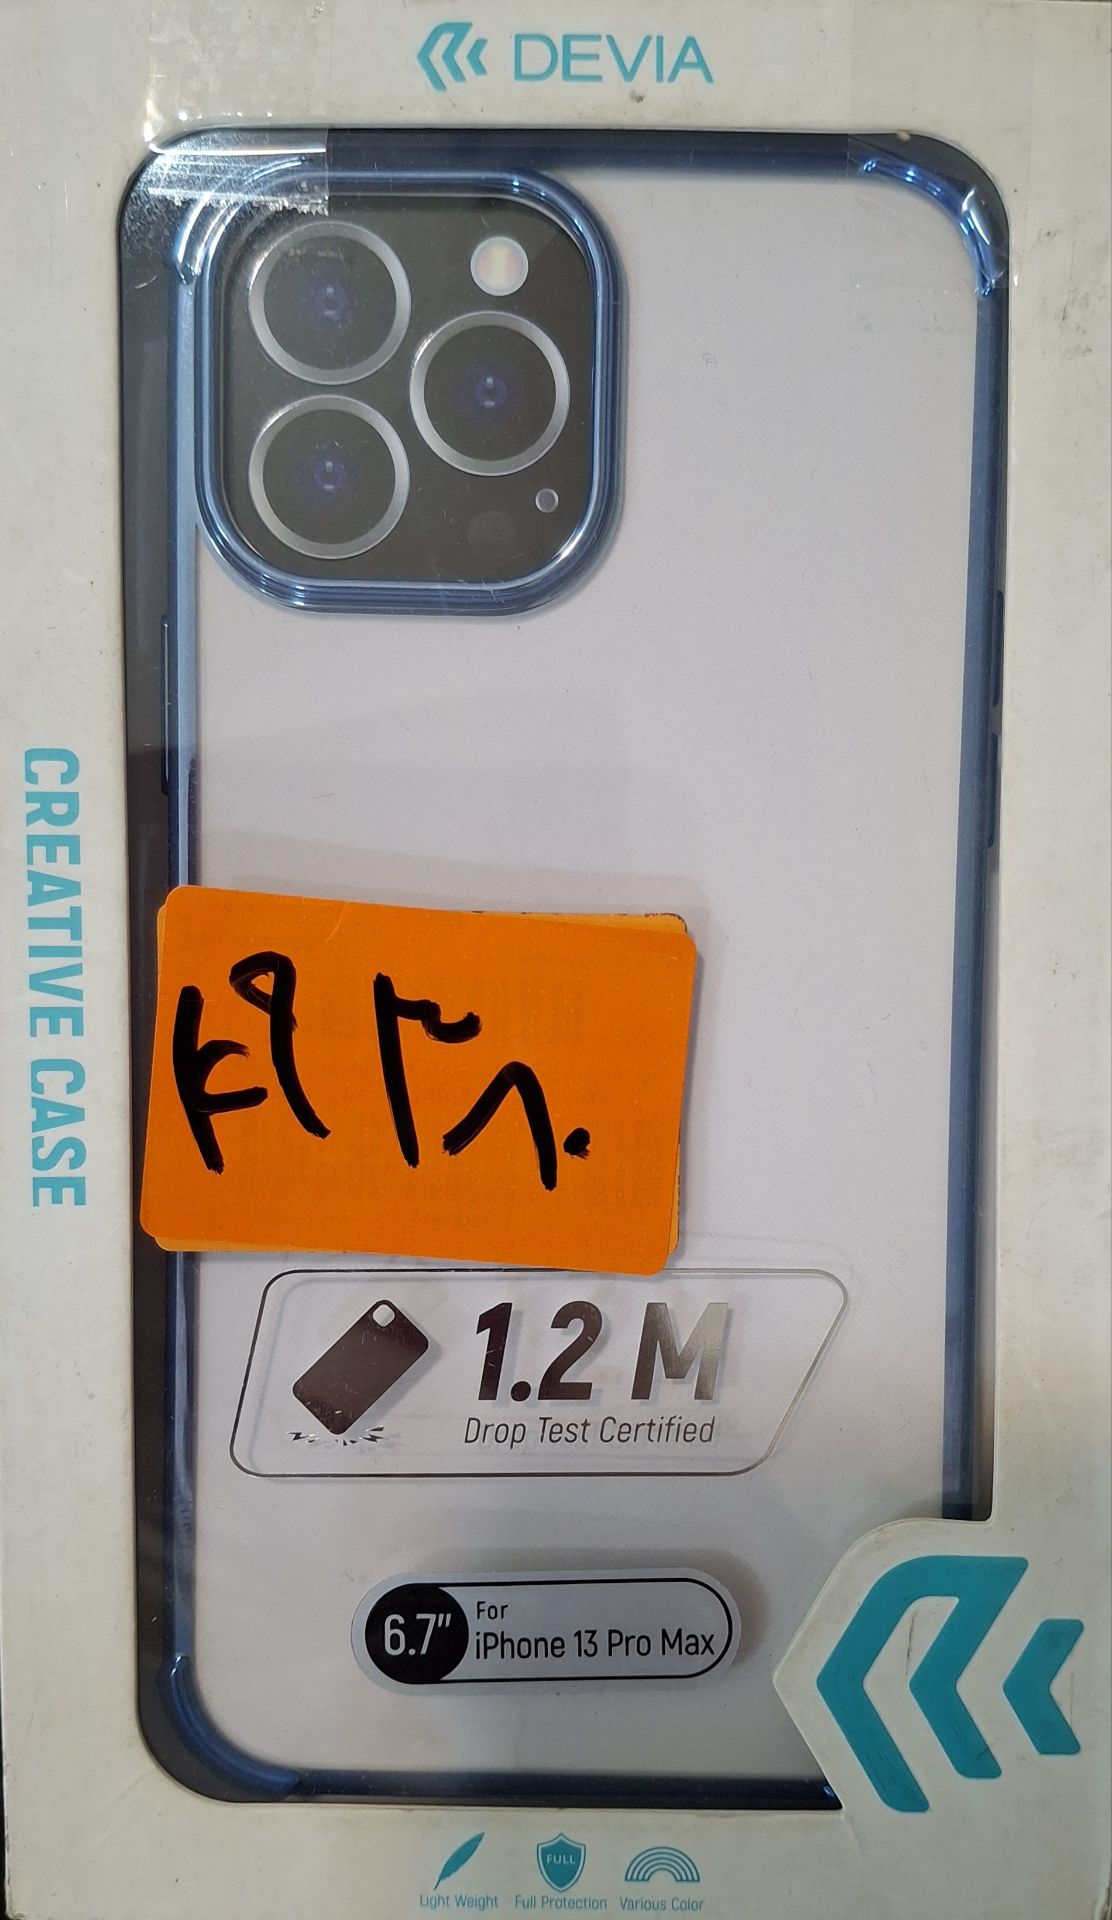 DEVIA
CREATIVE CASE
۴۹
1.2 M
Drop Test Certified
6.7"
For
iPhone 13 Pro Max
FULL
Light Weight Full Protection Various Color